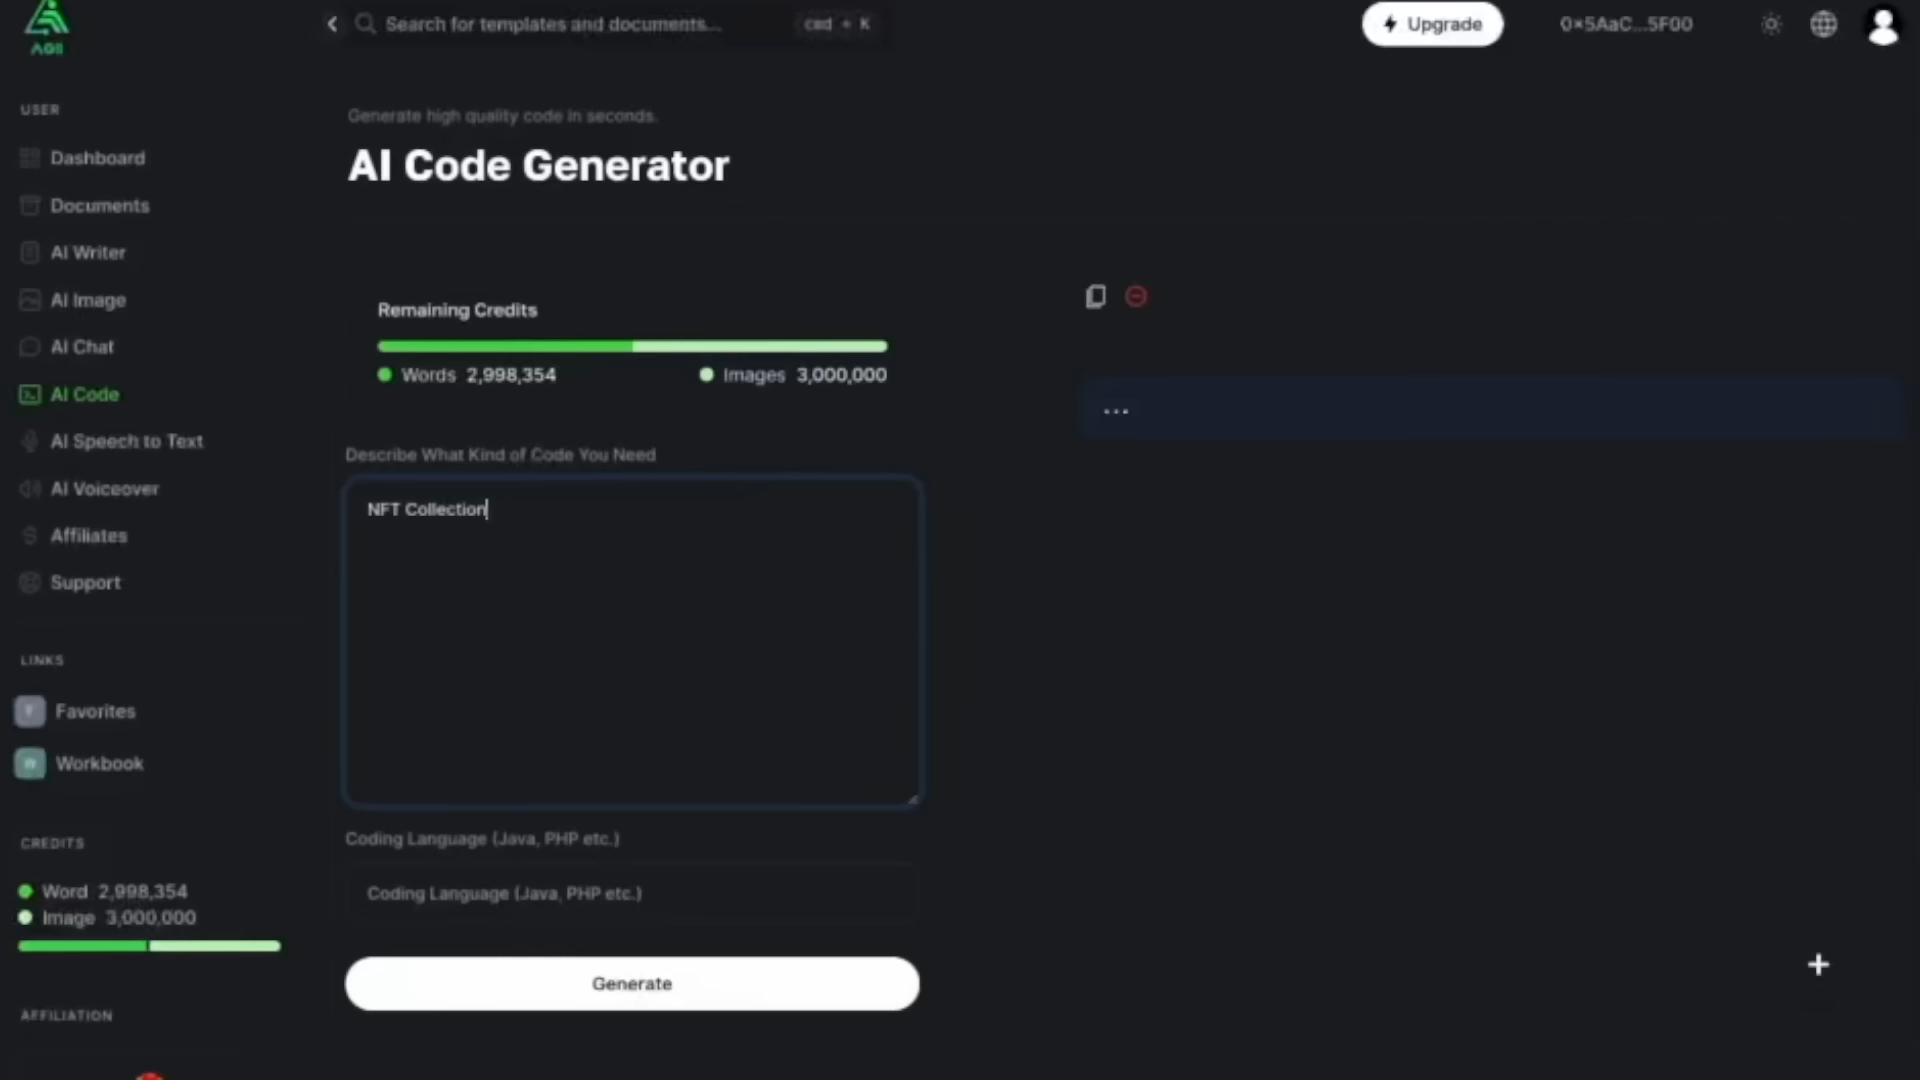 AGII
Search for templates and documents...
cmd + K
Upgrade
0×5AaC...5F00
USER
Dashboard
Documents
AI Writer
AI Image
AI Chat
AI Code
AI Speech to Text
AI Voiceover
Affiliates
Support
LINKS
F Favorites
W Workbook
CREDITS
Word 2,998,354
Image 3,000,000
AFFILIATION
Generate high quality code in seconds.
AI Code Generator
Remaining Credits
Words 2,998,354
Images 3,000,000
Describe What Kind of Code You Need
NFT Collection
Coding Language (Java, PHP etc.)
Coding Language (Java, PHP etc.)
Generate
...
+